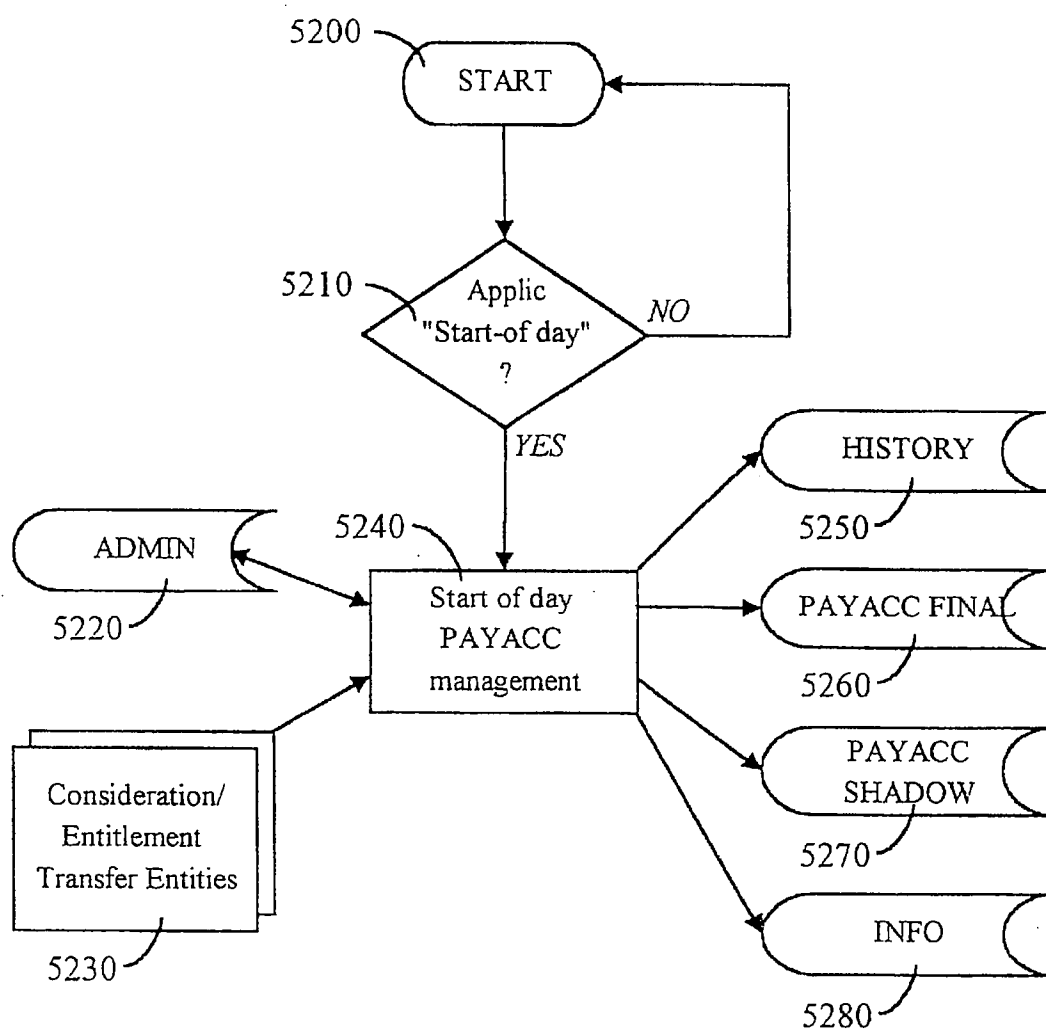 5200
START
5210
Applic
"Start-of day"
?
NO
YES
HISTORY
5250
ADMIN
5220
5240
Start of day
PAYACC
management
PAYACC FINAL
5260
Consideration/
Entitlement
Transfer Entities
5230
PAYACC
SHADOW
5270
INFO
5280